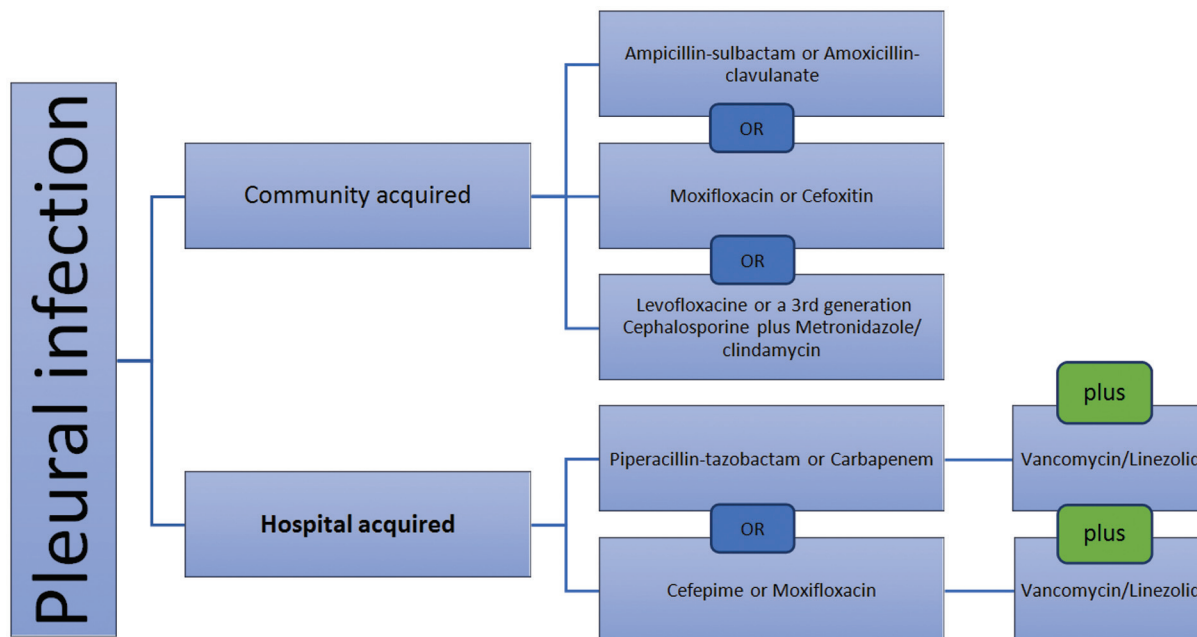 Pleural infection
Community acquired
Ampicillin-sulbactam or Amoxicillin-
clavulanate
OR
Moxifloxacin or Cefoxitin
OR
Levofloxacine or a 3rd generation
Cephalosporine plus Metronidazole/
clindamycin
Hospital acquired
Piperacillin-tazobactam or Carbapenem
plus
Vancomycin/Linezolid
OR
Cefepime or Moxifloxacin
plus
Vancomycin/Linezolid